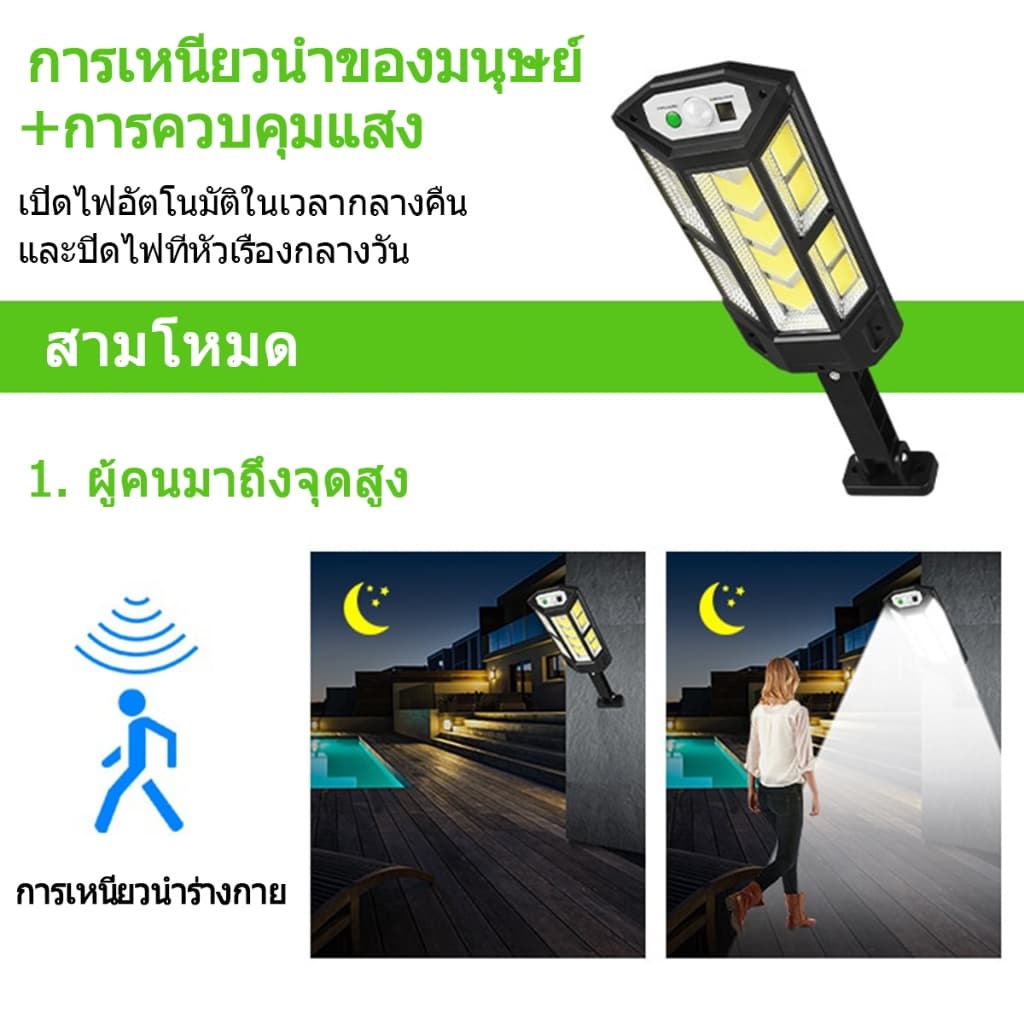 การเหนี่ยวนำของมนุษย์
+การควบคุมแสง
เปิดไฟอัตโนมัติในเวลากลางคืน
และปิดไฟที่หัวเรื่องกลางวัน
สามโหมด
1. ผู้คนมาถึงจุดสูง
การเหนี่ยวนำร่างกาย